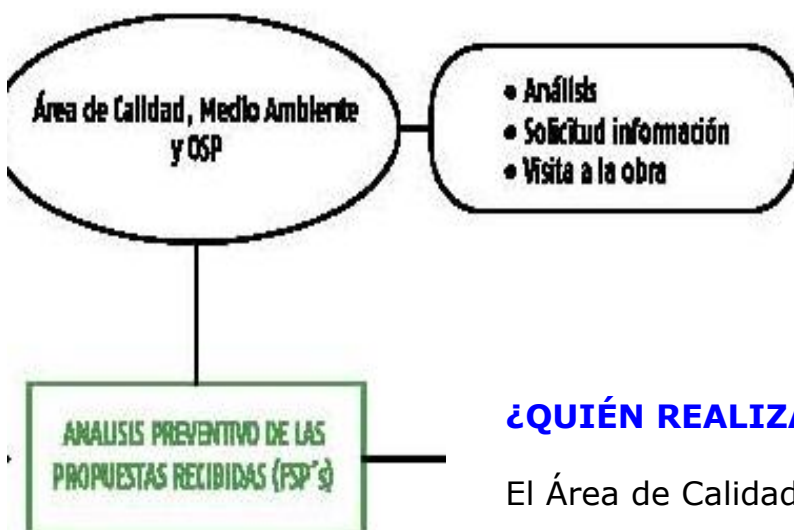 Área de Calidad, Medio Ambiente
y OSP
• Análisis
• Solicitud información
• Visita a la obra
ANALISIS PREVENTIVO DE LAS
PROPUESTAS RECIBIDAS (FSP´s)
¿QUIÉN REALIZA
El Área de Calidad